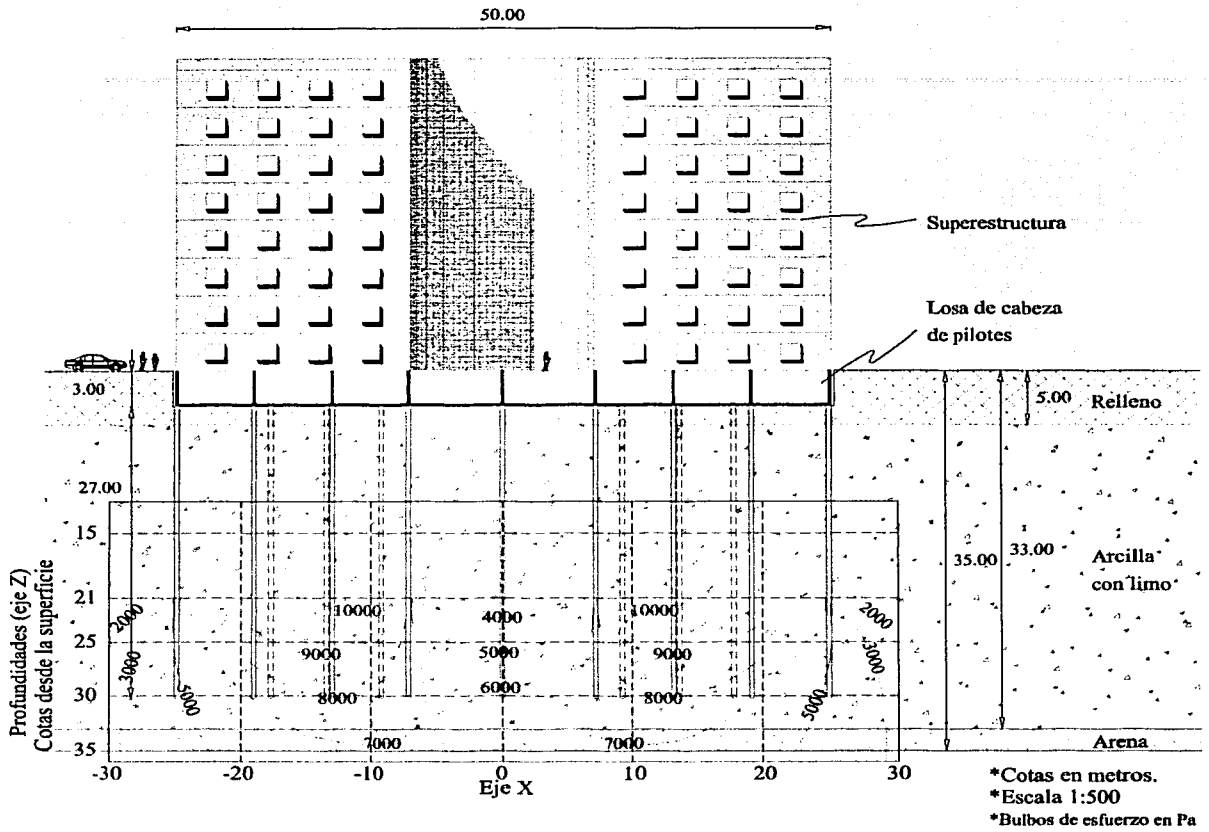 50.00
Superestructura
Losa de cabeza
de pilotes
3.00
5.00
Relleno
27.00
15
35.00
33.00
Arcilla
con limo
21
2000
10000
4000
10000
2000
25
3000
9000
5000
9000
3000
30
5000
8000
6000
8000
5000
Profundidades (eje Z)
Cotas desde la superficie
35
7000
7000
Arena
-30
-20
-10
0
10
20
30
Eje X
*Cotas en metros.
*Escala 1:500
*Bulbos de esfuerzo en Pa